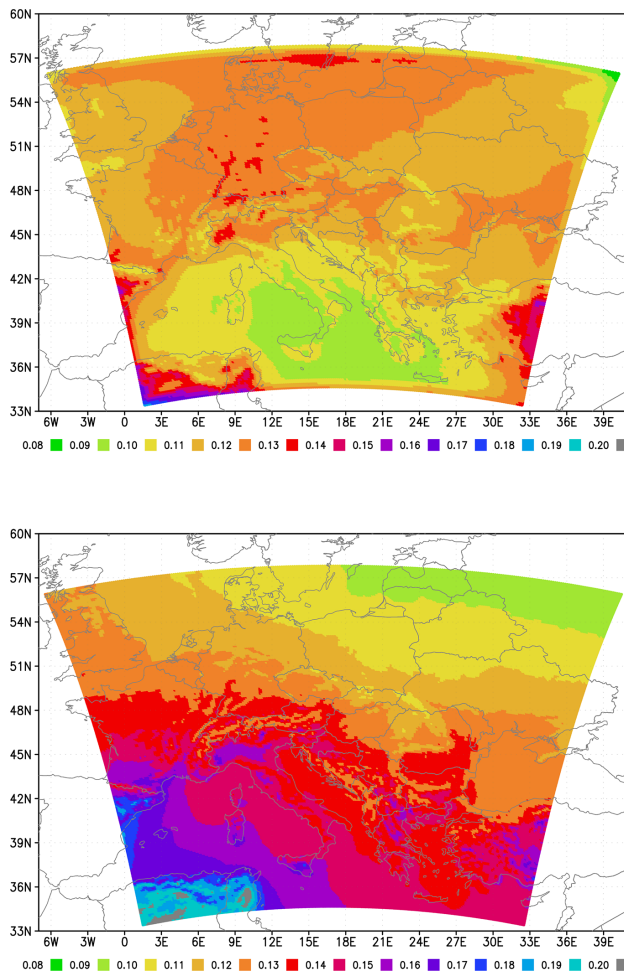 60N
57N
54N
51N
48N
45N
42N
39N
36N
33N
6W 3W 0 3E 6E 9E 12E 15E 18E 21E 24E 27E 30E 33E 36E 39E
0.08 0.09 0.10 0.11 0.12 0.13 0.14 0.15 0.16 0.17 0.18 0.19 0.20
60N
57N
54N
51N
48N
45N
42N
39N
36N
33N
6W 3W 0 3E 6E 9E 12E 15E 18E 21E 24E 27E 30E 33E 36E 39E
0.08 0.09 0.10 0.11 0.12 0.13 0.14 0.15 0.16 0.17 0.18 0.19 0.20